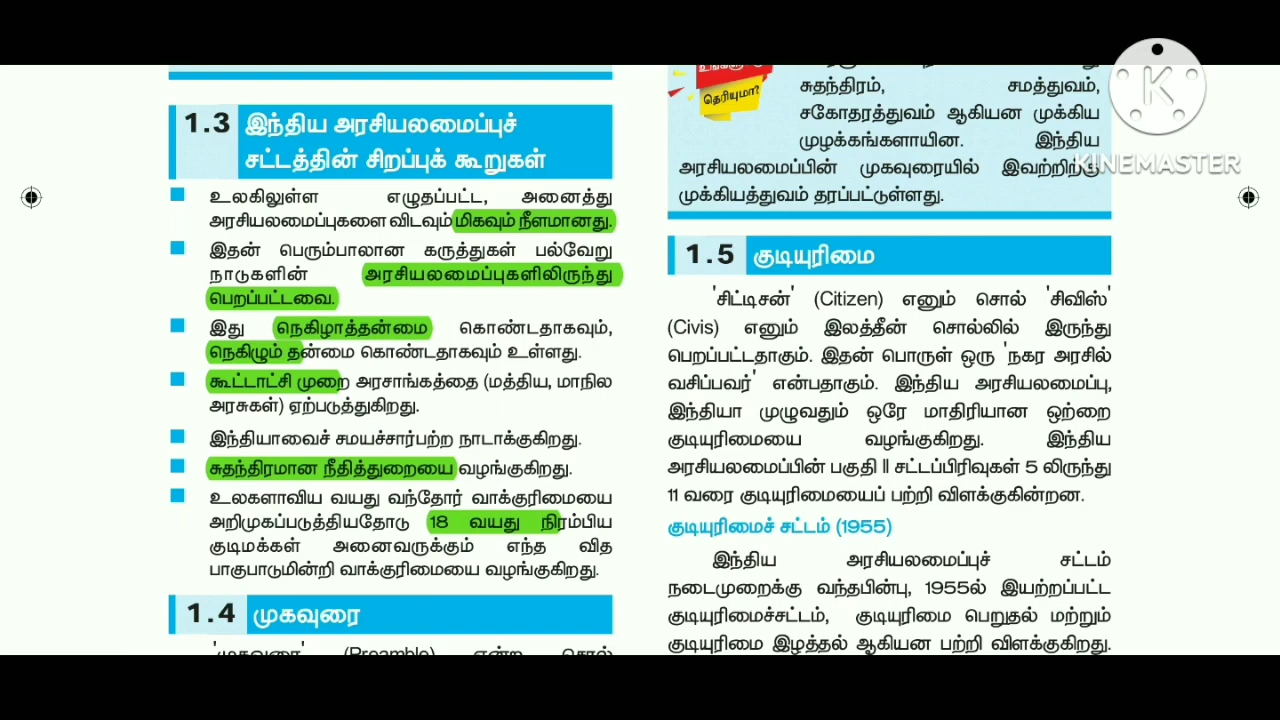 1.3 இந்திய அரசியலமைப்புச்
சட்டத்தின் சிறப்புக் கூறுகள்
உலகிலுள்ள எழுதப்பட்ட, அனைத்து
அரசியலமைப்புகளை விடவும் மிகவும் நீளமானது.
இதன் பெரும்பாலான கருத்துகள் பல்வேறு
நாடுகளின் அரசியலமைப்புகளிலிருந்து
பெறப்பட்டவை.
இது நெகிழாத்தன்மை கொண்டதாகவும்,
நெகிழும் தன்மை கொண்டதாகவும் உள்ளது.
கூட்டாட்சி முறை அரசாங்கத்தை (மத்திய, மாநில
அரசுகள்) ஏற்படுத்துகிறது.
இந்தியாவைச் சமயச்சார்பற்ற நாடாக்குகிறது.
சுதந்திரமான நீதித்துறையை வழங்குகிறது.
உலகளாவிய வயது வந்தோர் வாக்குரிமையை
அறிமுகப்படுத்தியதோடு 18 வயது நிரம்பிய
குடிமக்கள் அனைவருக்கும் எந்த வித
பாகுபாடுமின்றி வாக்குரிமையை வழங்குகிறது.
1.4 முகவுரை
'முகவுரை' (Preamble) என்ற சொல்
தெரியுமா?
சுதந்திரம், சமத்துவம்,
சகோதரத்துவம் ஆகியன முக்கிய
முழக்கங்களாயின. இந்திய
அரசியலமைப்பின் முகவுரையில் இவற்றிற்கு
முக்கியத்துவம் தரப்பட்டுள்ளது.
1.5 குடியுரிமை
'சிட்டிசன்' (Citizen) எனும் சொல் 'சிவிஸ்'
(Civis) எனும் இலத்தீன் சொல்லில் இருந்து
பெறப்பட்டதாகும். இதன் பொருள் ஒரு 'நகர அரசில்
வசிப்பவர்' என்பதாகும். இந்திய அரசியலமைப்பு,
இந்தியா முழுவதும் ஒரே மாதிரியான ஒற்றை
குடியுரிமையை வழங்குகிறது. இந்திய
அரசியலமைப்பின் பகுதி II சட்டப்பிரிவுகள் 5 லிருந்து
11 வரை குடியுரிமையைப் பற்றி விளக்குகின்றன.
குடியுரிமைச் சட்டம் (1955)
இந்திய அரசியலமைப்புச் சட்டம்
நடைமுறைக்கு வந்தபின்பு, 1955ல் இயற்றப்பட்ட
குடியுரிமைச்சட்டம், குடியுரிமை பெறுதல் மற்றும்
குடியுரிமை இழத்தல் ஆகியன பற்றி விளக்குகிறது.
K
KINEMASTER